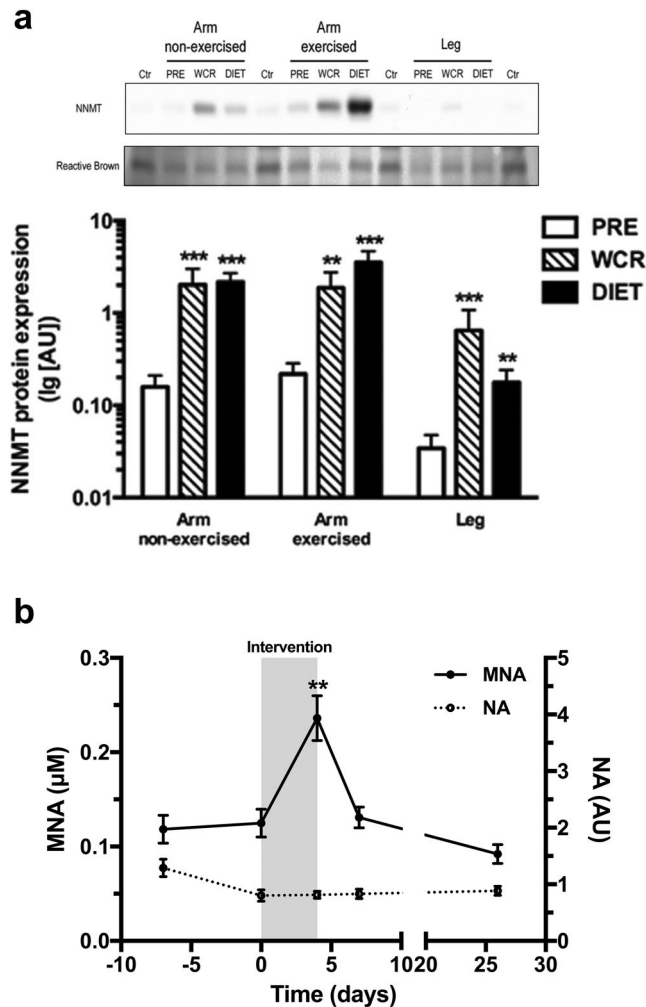 a
Arm
non-exercised
Arm
exercised
Leg
Ctr PRE WCR DIET Ctr PRE WCR DIET Ctr PRE WCR DIET Ctr
NNMT
Reactive Brown
NNMT protein expression
(lg [AU])
10
1
0.10
0.01
*** *** ** *** *** **
PRE
WCR
DIET
Arm
non-exercised
Arm
exercised
Leg
b
Intervention
**
MNA
NA
MNA (µM)
0.3
0.2
0.1
0.0
NA (AU)
5
4
3
2
1
0
-10 -5 0 5 10 20 25 30
Time (days)